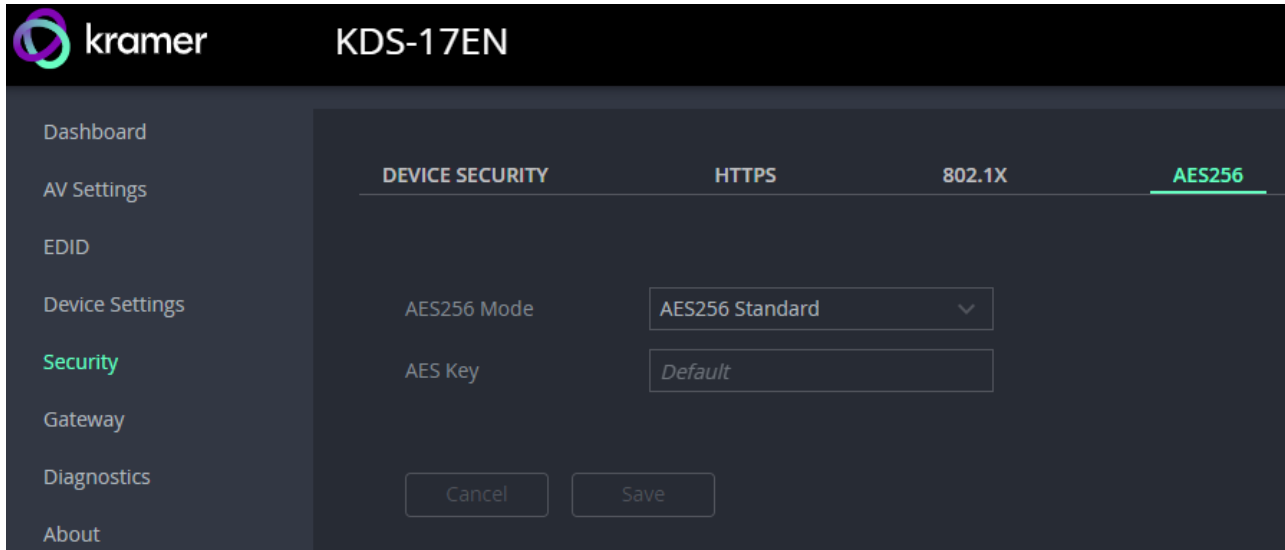 kramer KDS-17EN
Dashboard
AV Settings
EDID
Device Settings
Security
Gateway
Diagnostics
About
DEVICE SECURITY HTTPS 802.1X AES256
AES256 Mode AES256 Standard
AES Key Default
Cancel Save